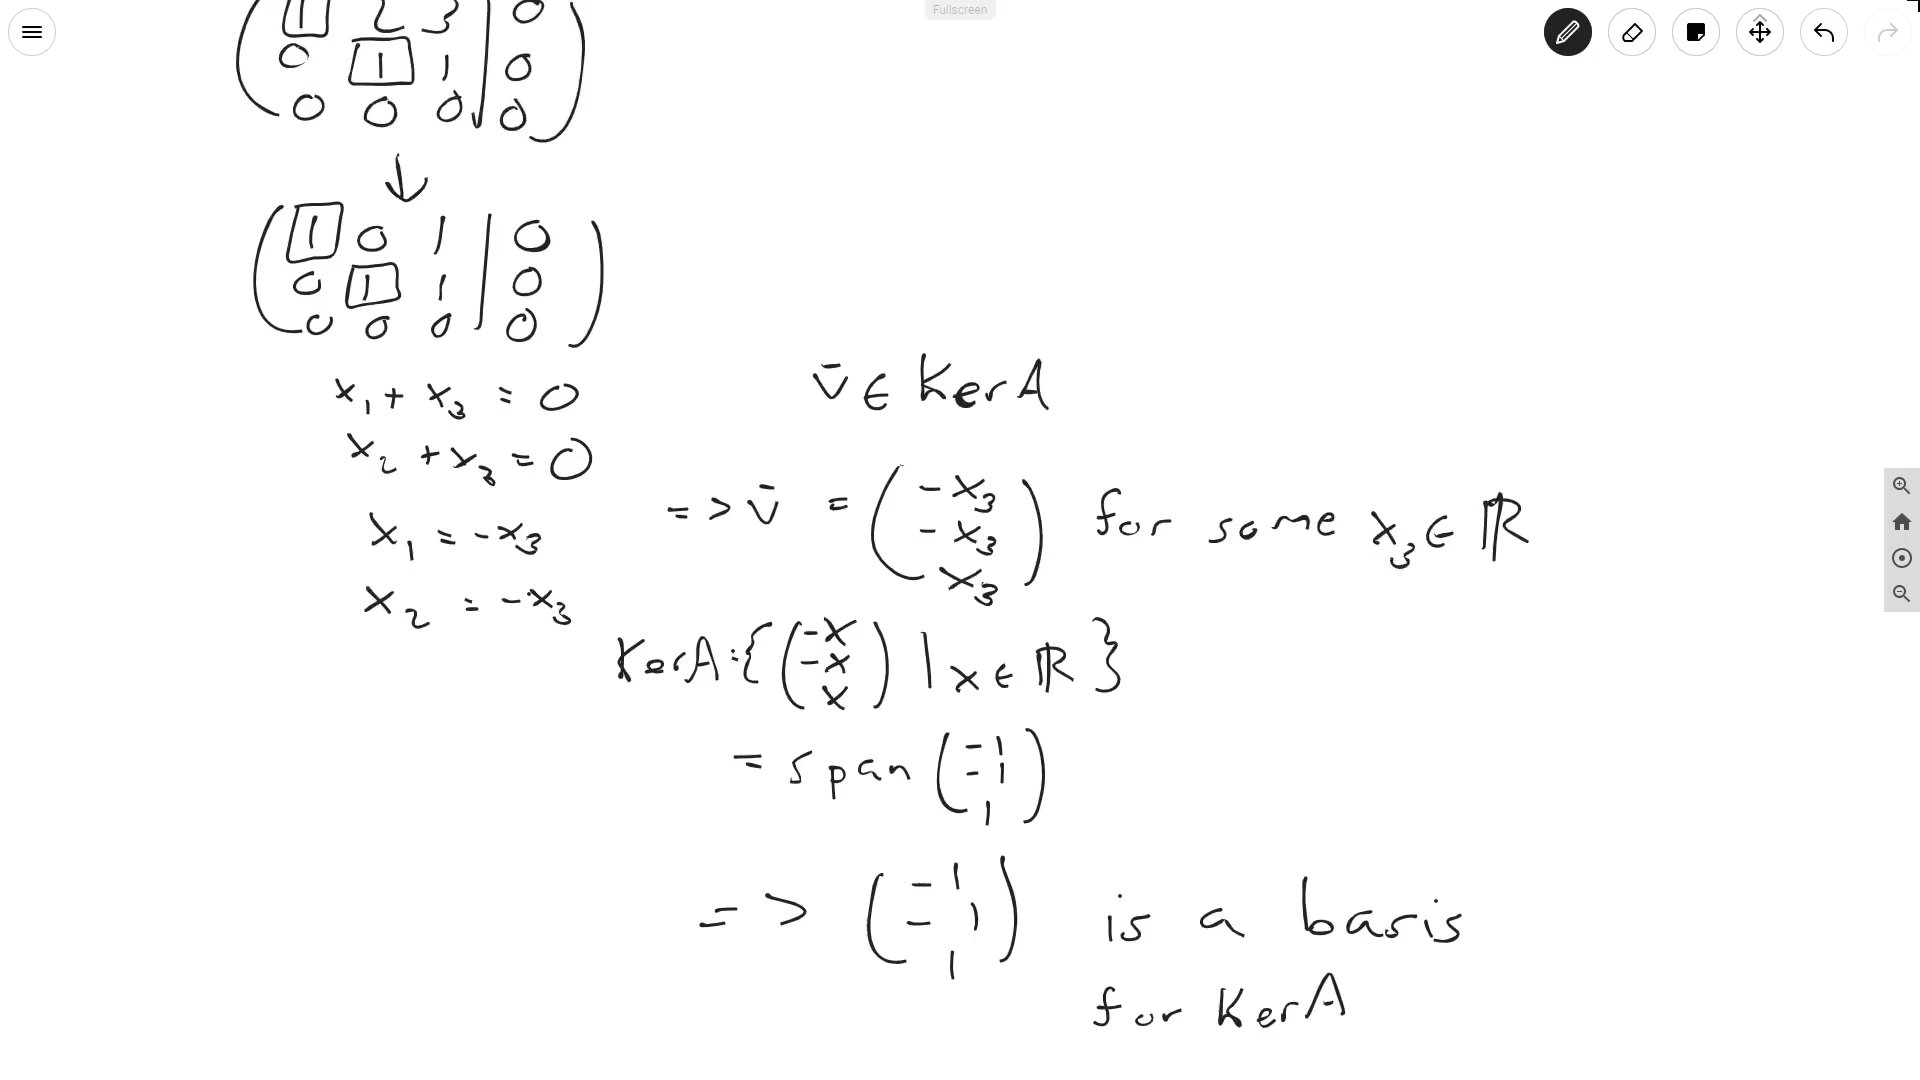 Fullscreen
1 2 3 | 0
0 1 1 | 0
0 0 0 | 0
↓
1 0 1 | 0
0 1 1 | 0
0 0 0 | 0
x₁ + x₃ = 0
x₂ + x₃ = 0
x₁ = -x₃
x₂ = -x₃
v̄ ∈ KerA
=> v̄ = (-x₃ -x₃ x₃) for some x₃ ∈ ℝ
KerA = {(-x -x x) | x ∈ ℝ}
= span (-1 -1 1)
=> (-1 -1 1) is a basis
for KerA